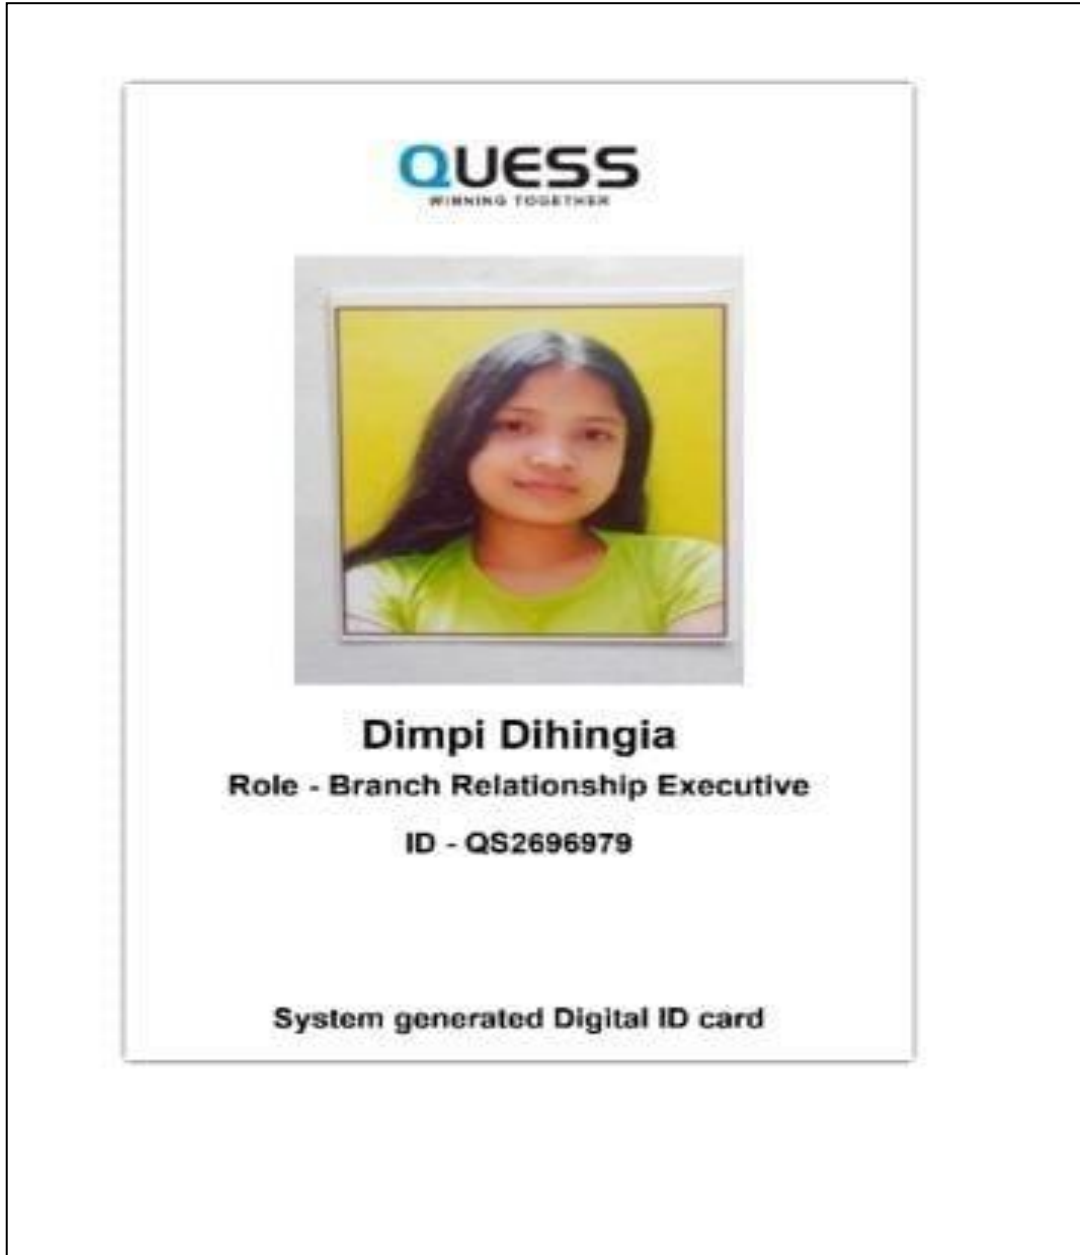 QUESS
WINNING TOGETHER
Dimpi Dihingia
Role - Branch Relationship Executive
ID - QS2696979
System generated Digital ID card